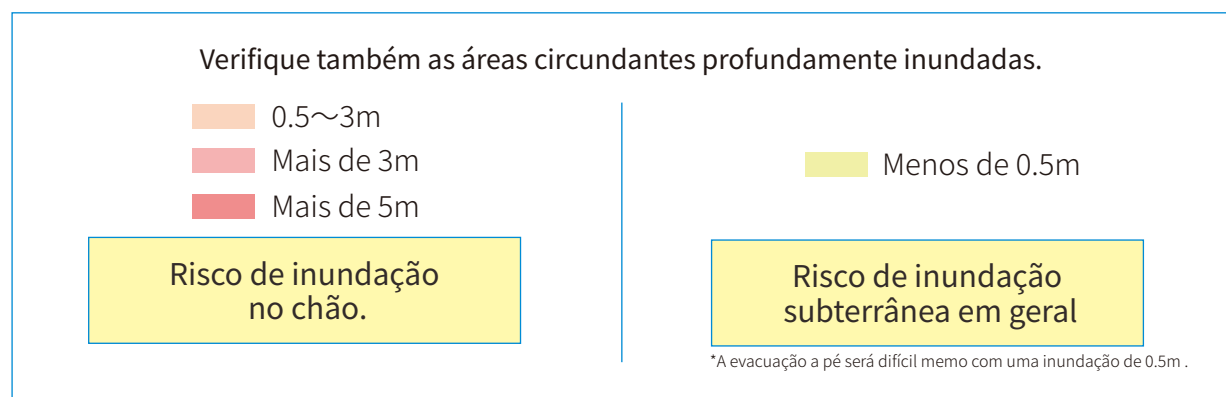 Verifique também as áreas circundantes profundamente inundadas.
0.5～3m
Mais de 3m
Mais de 5m
Risco de inundação
no chão.
Menos de 0.5m
Risco de inundação
subterrânea em geral
*A evacuação a pé será difícil memo com uma inundação de 0.5m .